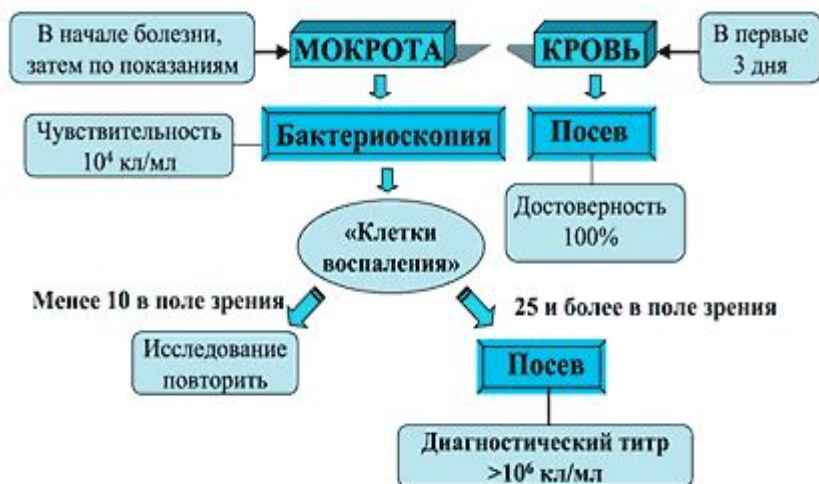 В начале болезни,
затем по показаниям
МОКРОТА
КРОВЬ
В первые
3 дня
Чувствительность
10⁴ кл/мл
Бактериоскопия
Посев
Достоверность
100%
«Клетки
воспаления»
Менее 10 в поле зрения
25 и более в поле зрения
Исследование
повторить
Посев
Диагностический титр
>10⁶ кл/мл